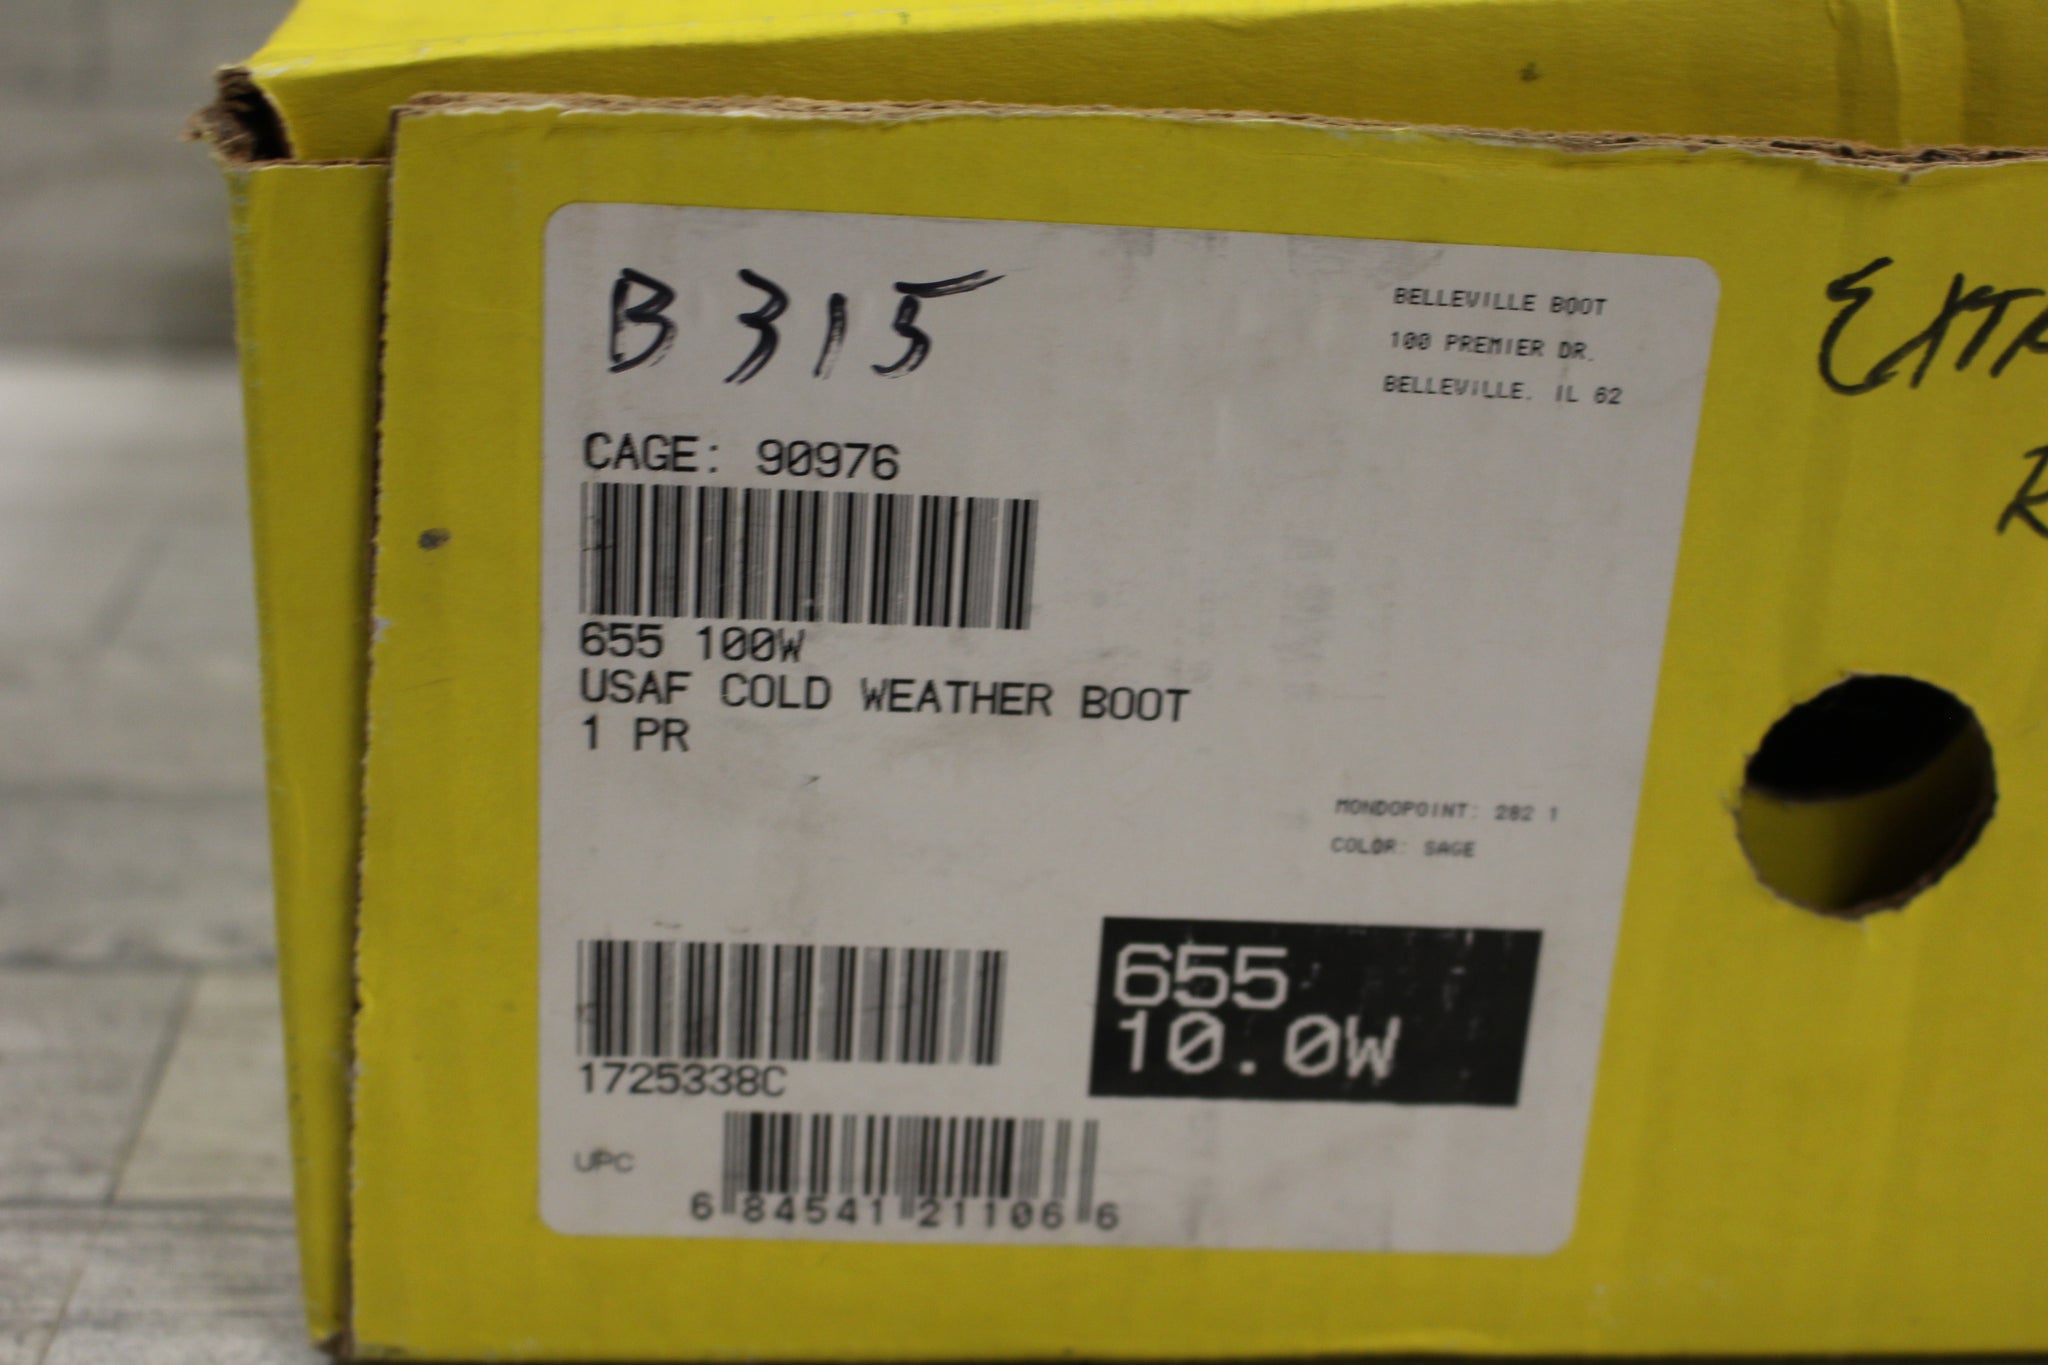 B 315
BELLEVILLE BOOT
100 PREMIER DR.
BELLEVILLE, IL 62
CAGE: 90976
655 100W
USAF COLD WEATHER BOOT
1 PR
MONDOPOINT: 282 1
COLOR: SAGE
655
10.0W
1725338C
UPC
6 84541 21106 6